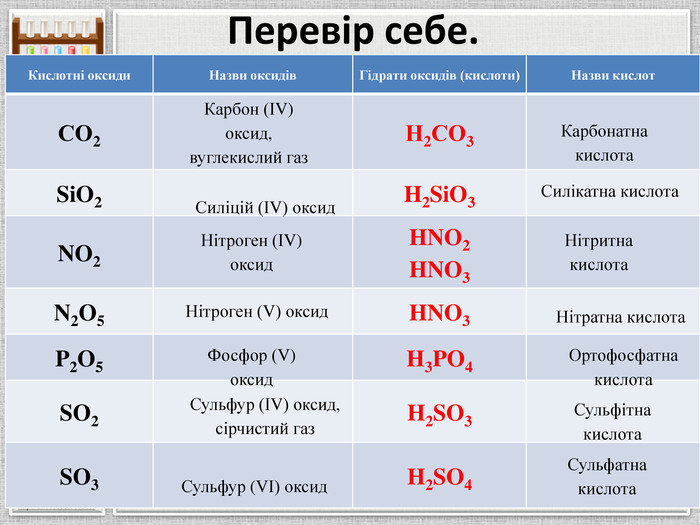 Перевір себе.
Кислотні оксиди Назви оксидів Гідрати оксидів (кислоти) Назви кислот
CO2 Карбон (IV) оксид, вуглекислий газ H2CO3 Карбонатна кислота
SiO2 Силіцій (IV) оксид H2SiO3 Силікатна кислота
NO2 Нітроген (IV) оксид HNO2 HNO3 Нітритна кислота
N2O5 Нітроген (V) оксид HNO3 Нітратна кислота
P2O5 Фосфор (V) оксид H3PO4 Ортофосфатна кислота
SO2 Сульфур (IV) оксид, сірчистий газ H2SO3 Сульфітна кислота
SO3 Сульфур (VI) оксид H2SO4 Сульфатна кислота